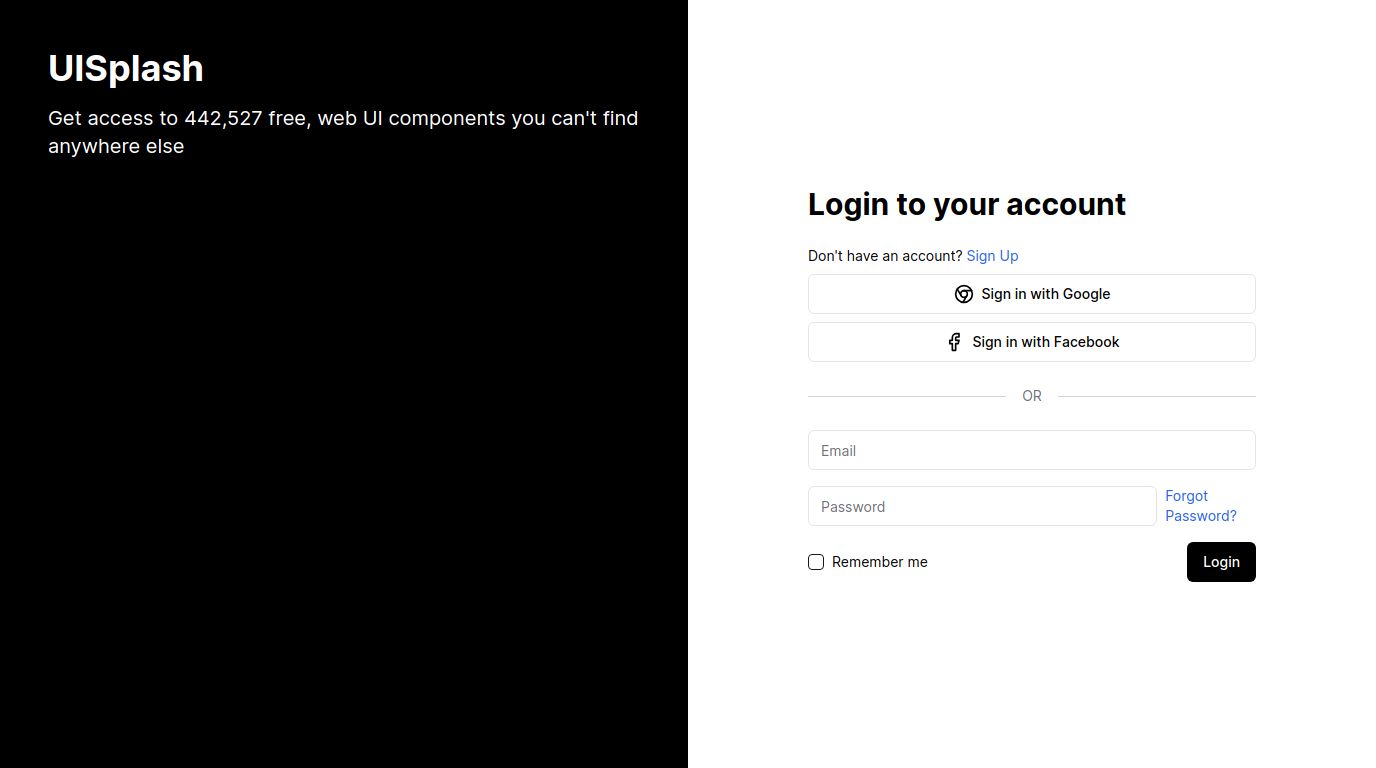 UISplash
Get access to 442,527 free, web UI components you can't find
anywhere else
Login to your account
Don't have an account? Sign Up
Sign in with Google
Sign in with Facebook
OR
Email
Password
Forgot
Password?
Remember me
Login